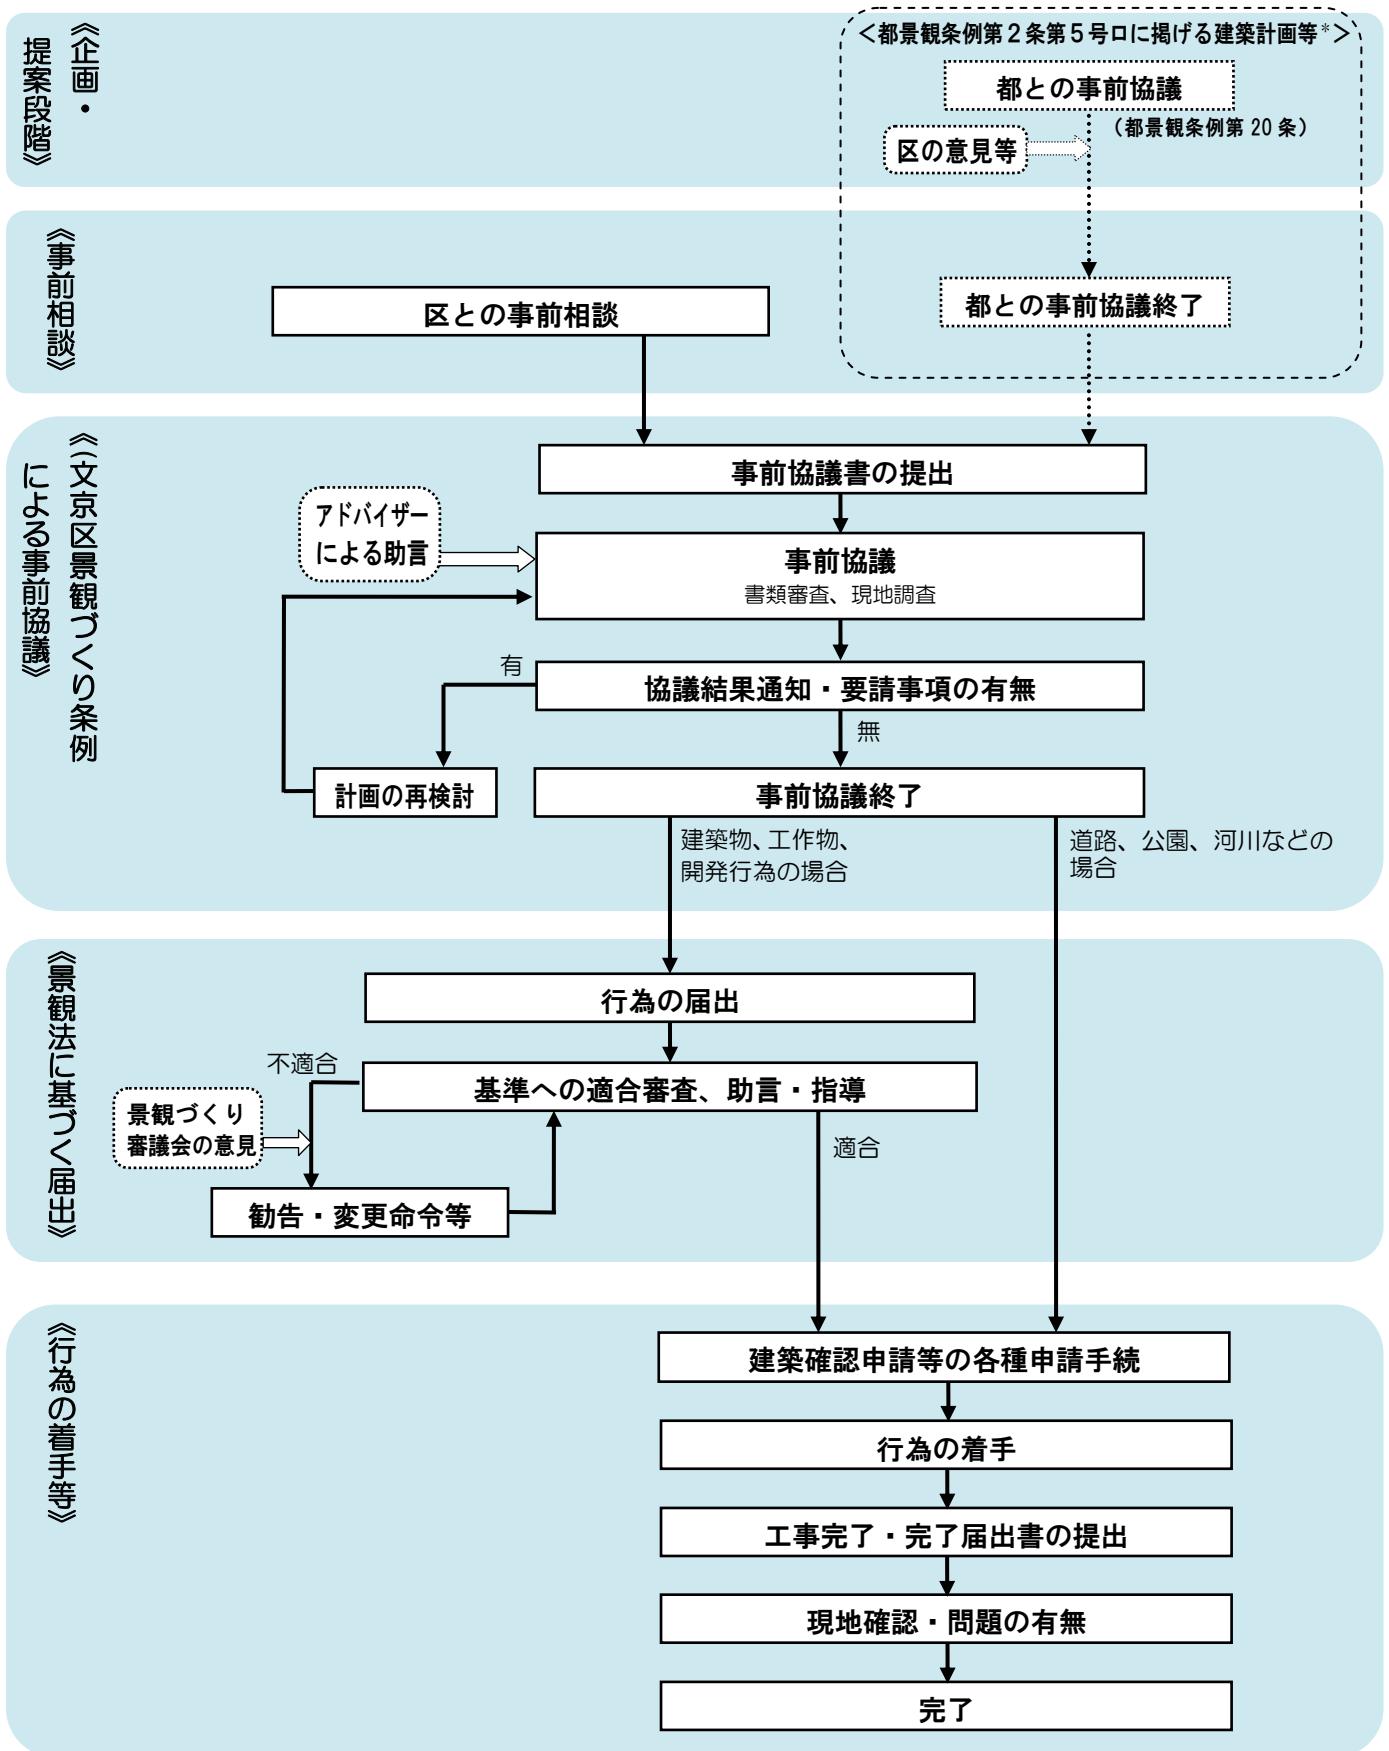 《企画・
提案段階》
＜都景観条例第２条第５号ロに掲げる建築計画等*＞
都との事前協議
（都景観条例第 20 条）
区の意見等
《事前相談》
区との事前相談
都との事前協議終了
《（文京区景観づくり条例
による事前協議》
事前協議書の提出
アドバイザー
による助言
事前協議
書類審査、現地調査
有
協議結果通知・要請事項の有無
無
計画の再検討
事前協議終了
建築物、工作物、
開発行為の場合
道路、公園、河川などの
場合
《景観法に基づく届出》
行為の届出
不適合
基準への適合審査、助言・指導
景観づくり
審議会の意見
適合
勧告・変更命令等
《行為の着手等》
建築確認申請等の各種申請手続
行為の着手
工事完了・完了届出書の提出
現地確認・問題の有無
完了